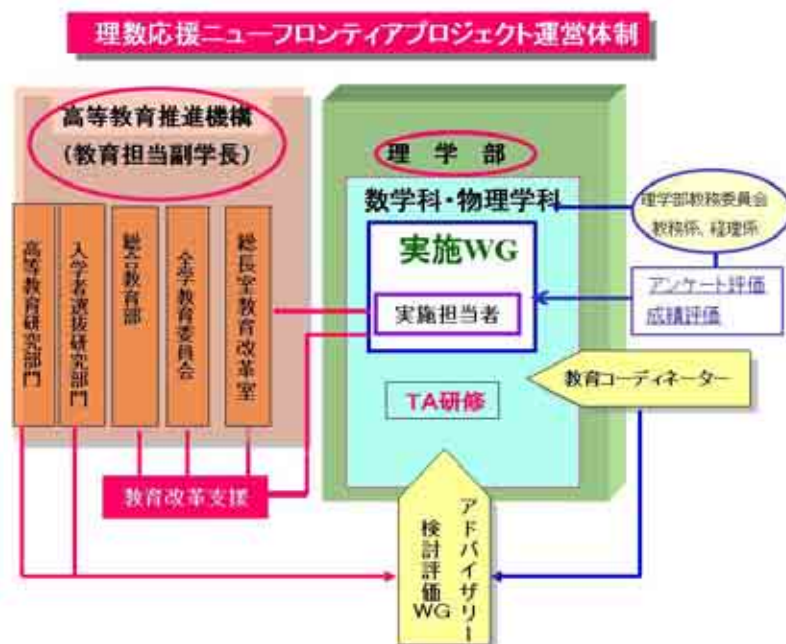 理数応援ニューフロンティアプロジェクト運営体制
高等教育推進機構
(教育担当副学長)
高等教育研究部門
入学者選抜研究部門
総合教育部
全学教育委員会
総長室教育改革室
教育改革支援
理 学 部
数学科・物理学科
実施WG
実施担当者
TA研修
理学部教務委員会
教務係、経理係
アンケート評価
成績評価
教育コーディネーター
アドバイザリー
検討評価WG